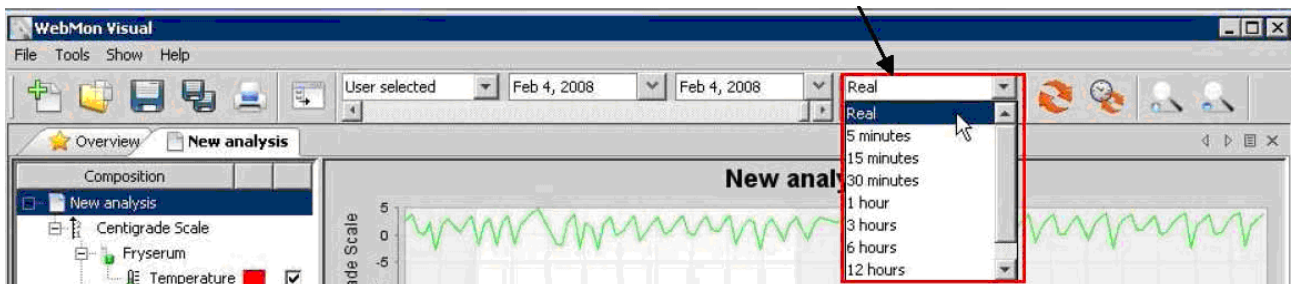 WebMon Visual
File Tools Show Help
User selected Feb 4, 2008 Feb 4, 2008 Real
Real
5 minutes
15 minutes
30 minutes
1 hour
3 hours
6 hours
12 hours
Overview New analysis
Composition
New analysis
Centigrade Scale
Fryserum
Temperature
New analy
ade Scale
5
0
-5